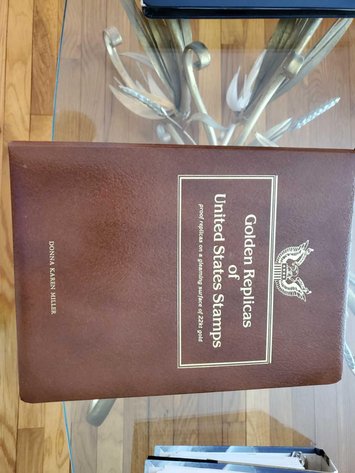 Golden Replicas
of
United States Stamps
proof replicas on a gleaming surface of 22kt gold
DONNA KAREN MILLER